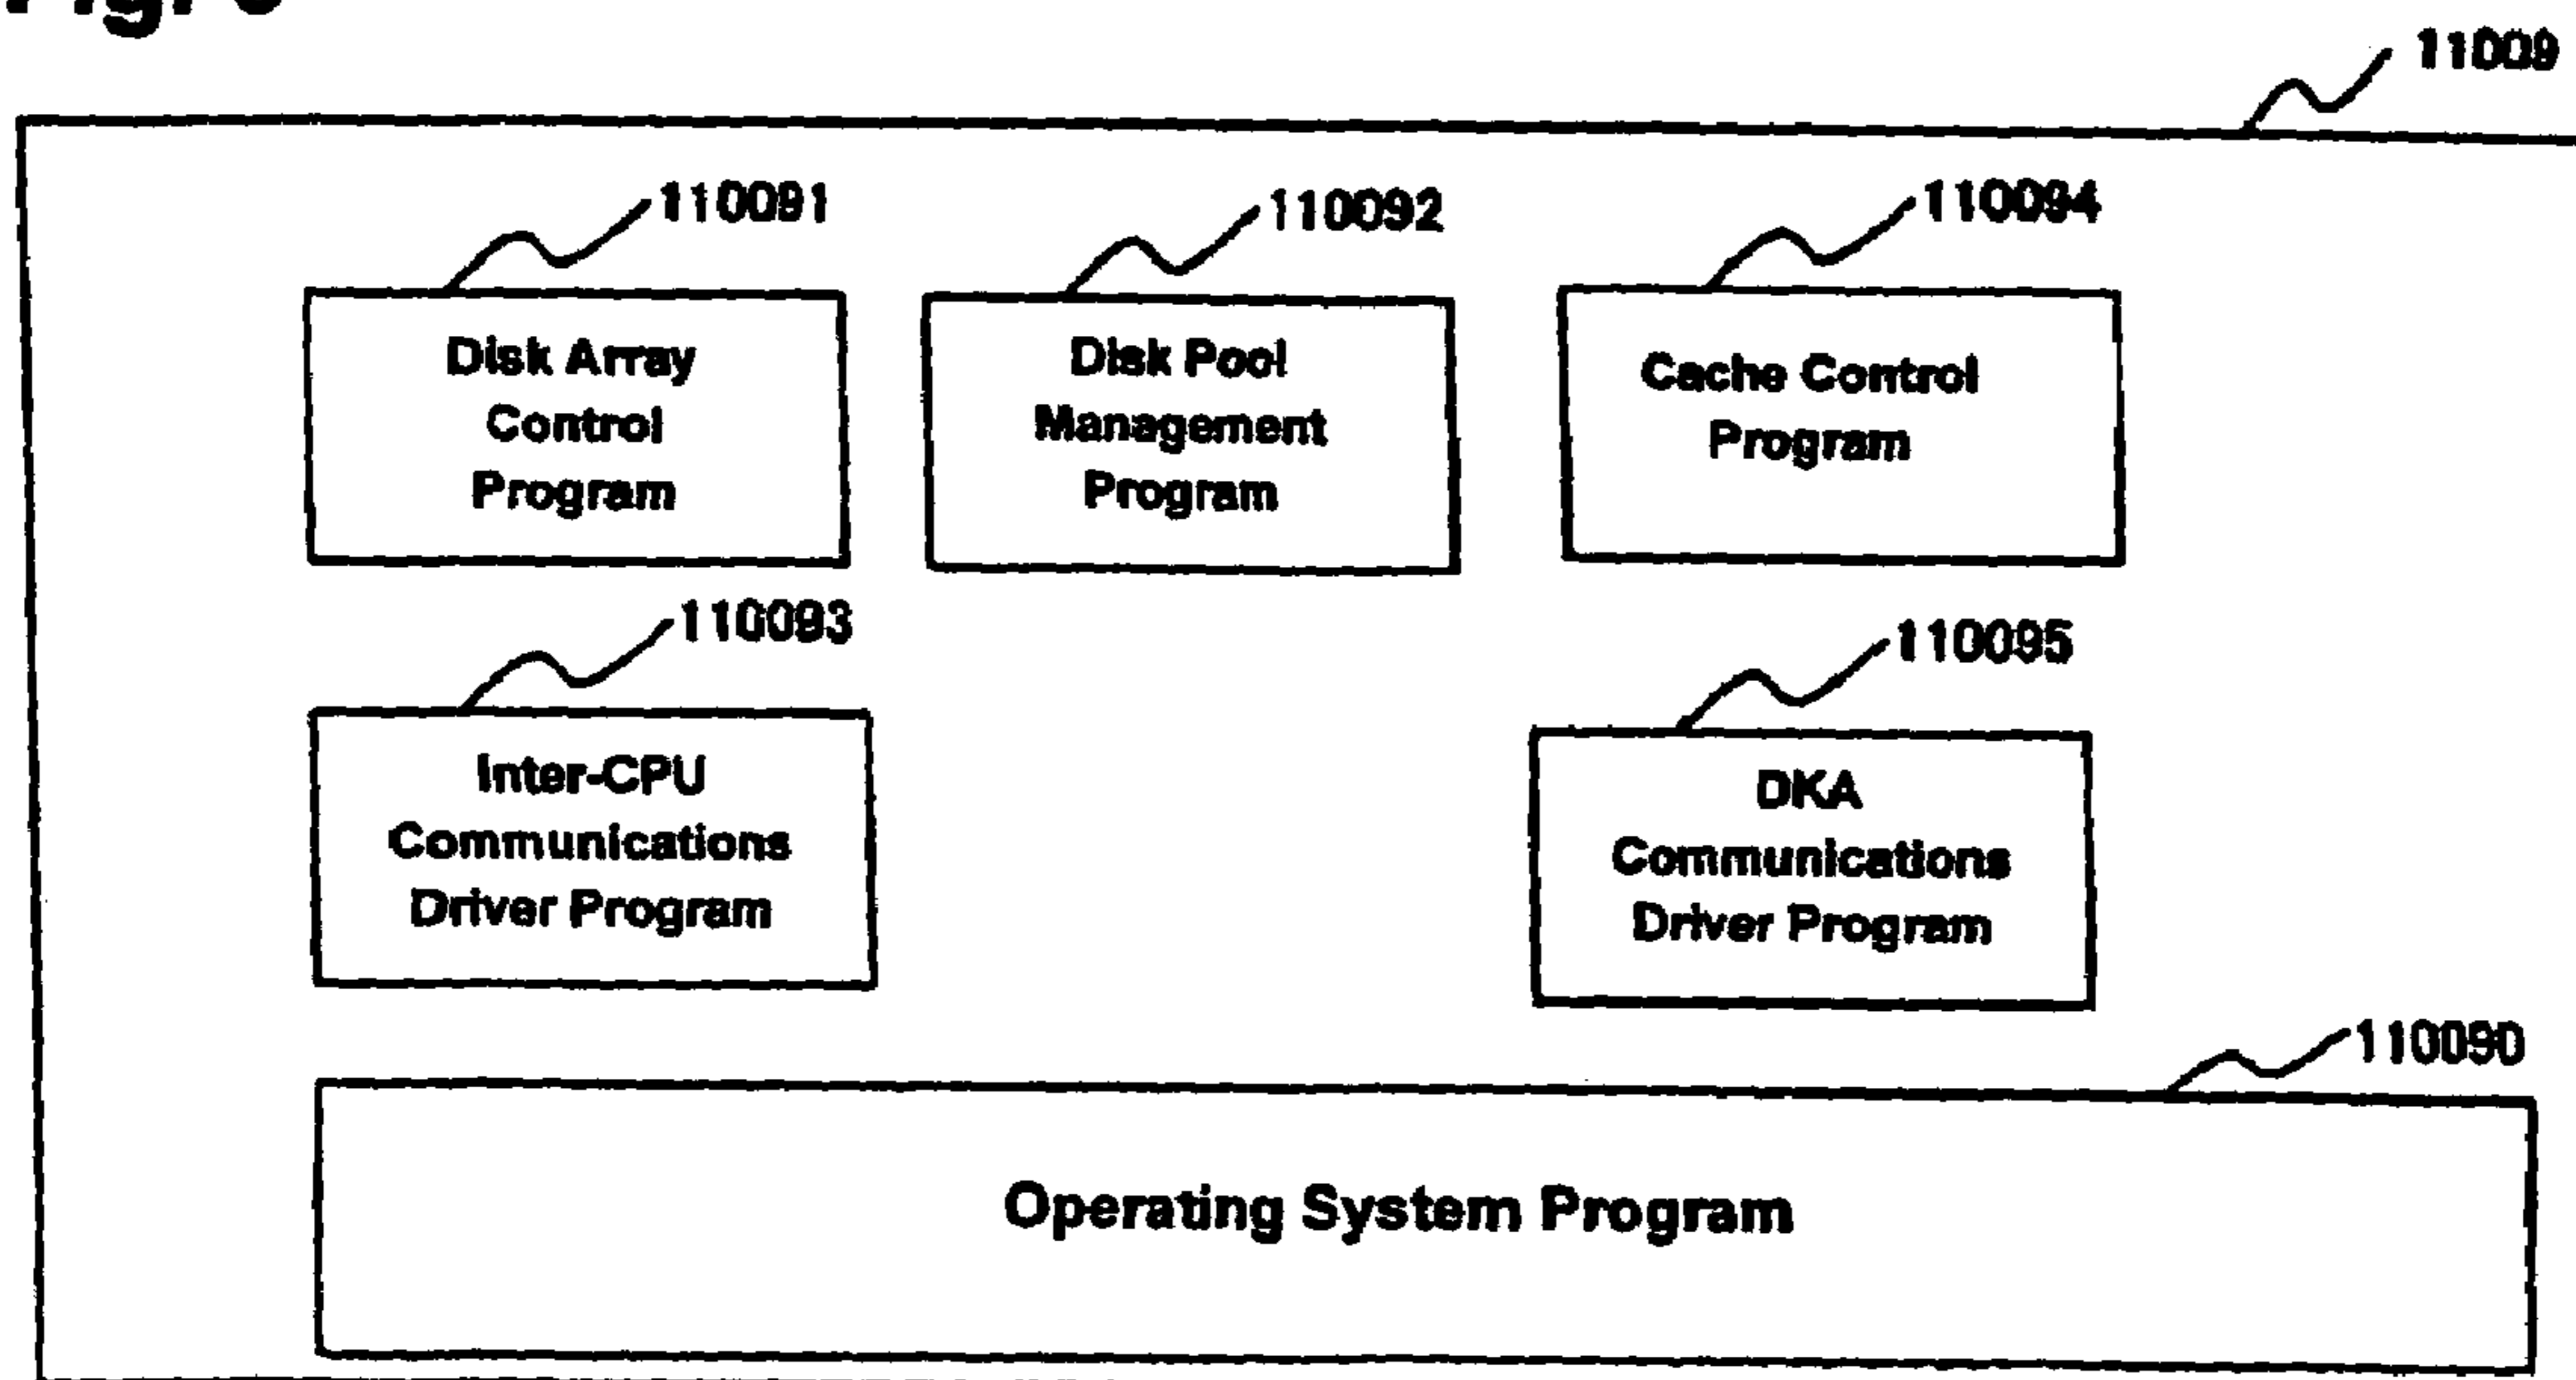 11009
110091
110092
110094
Disk Array
Control
Program
Disk Pool
Management
Program
Cache Control
Program
110093
110095
Inter-CPU
Communications
Driver Program
DKA
Communications
Driver Program
110090
Operating System Program